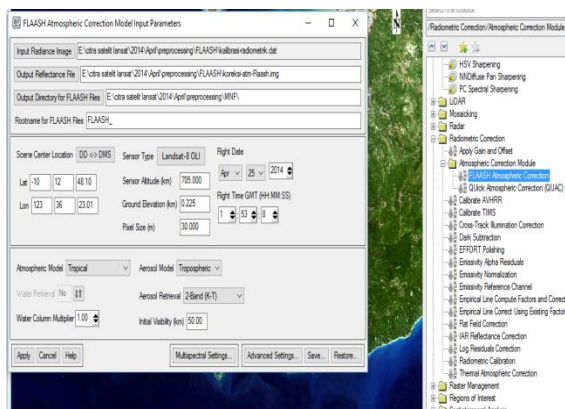 FLAASH Atmospheric Correction Model Input Parameters
Input Radiance Image E:\citra satelit lansat\2014\April\preprocessing\FLAASH\kalibrasi-radiometrik.dat
Output Reflectance File E:\citra satelit lansat\2014\April\preprocessing\FLAASH\koreksi-atm-Flaash.img
Output Directory for FLAASH Files E:\citra satelit lansat\2014\April\preprocessing\MNF\
Rootname for FLAASH Files FLAASH_
Scene Center Location DD <-> DMS
Lat -10 12 48.10
Lon 123 36 23.01
Sensor Type Landsat-8 OLI
Sensor Altitude (km) 705.000
Ground Elevation (km) 0.225
Pixel Size (m) 30.000
Flight Date
Apr 25 2014
Flight Time GMT (HH:MM:SS)
1 53 8
Atmospheric Model Tropical
Water Retrieval No
Water Column Multiplier 1.00
Aerosol Model Tropospheric
Aerosol Retrieval 2-Band (K-T)
Initial Visibility (km) 50.00
Apply Cancel Help Multispectral Settings... Advanced Settings... Save... Restore...
/Radiometric Correction/Atmospheric Correction Module
HSV Sharpening
NNDiffuse Pan Sharpening
PC Spectral Sharpening
LiDAR
Mosaicking
Radar
Radiometric Correction
Apply Gain and Offset
Atmospheric Correction Module
FLAASH Atmospheric Correction
QUick Atmospheric Correction (QUAC)
Calibrate AVHRR
Calibrate TIMS
Cross-Track Illumination Correction
Dark Subtraction
EFFORT Polishing
Emissivity Alpha Residuals
Emissivity Normalization
Emissivity Reference Channel
Empirical Line Compute Factors and Correct
Empirical Line Correct Using Existing Factor
Flat Field Correction
IAR Reflectance Correction
Log Residuals Correction
Radiometric Calibration
Thermal Atmospheric Correction
Raster Management
Regions of Interest